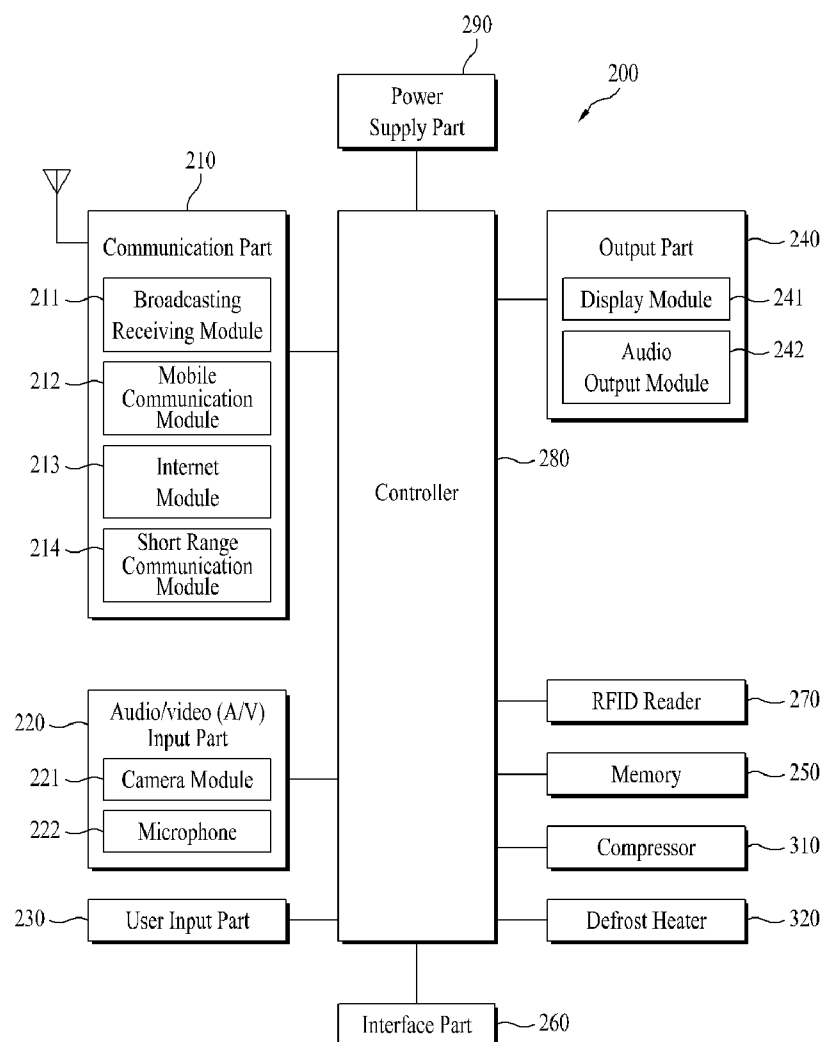 290
Power
Supply Part
200
210
Communication Part
211
Broadcasting
Receiving Module
212
Mobile
Communication
Module
213
Internet
Module
214
Short Range
Communication
Module
Output Part
240
Display Module
241
Audio
Output Module
242
280
Controller
220
Audio/video (A/V)
Input Part
221
Camera Module
222
Microphone
230
User Input Part
RFID Reader
270
Memory
250
Compressor
310
Defrost Heater
320
Interface Part
260